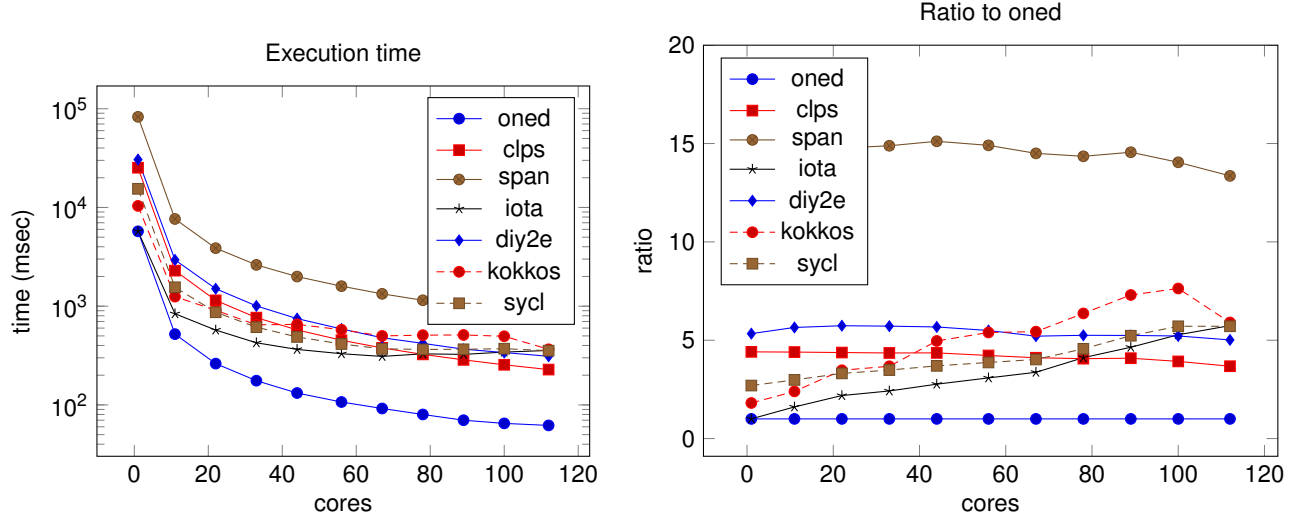 Execution time
10^5
10^4
10^3
10^2
time (msec)
0 20 40 60 80 100 120
cores
oned
clps
span
iota
diy2e
kokkos
sycl
Ratio to oned
20
15
10
5
0
ratio
0 20 40 60 80 100 120
cores
oned
clps
span
iota
diy2e
kokkos
sycl